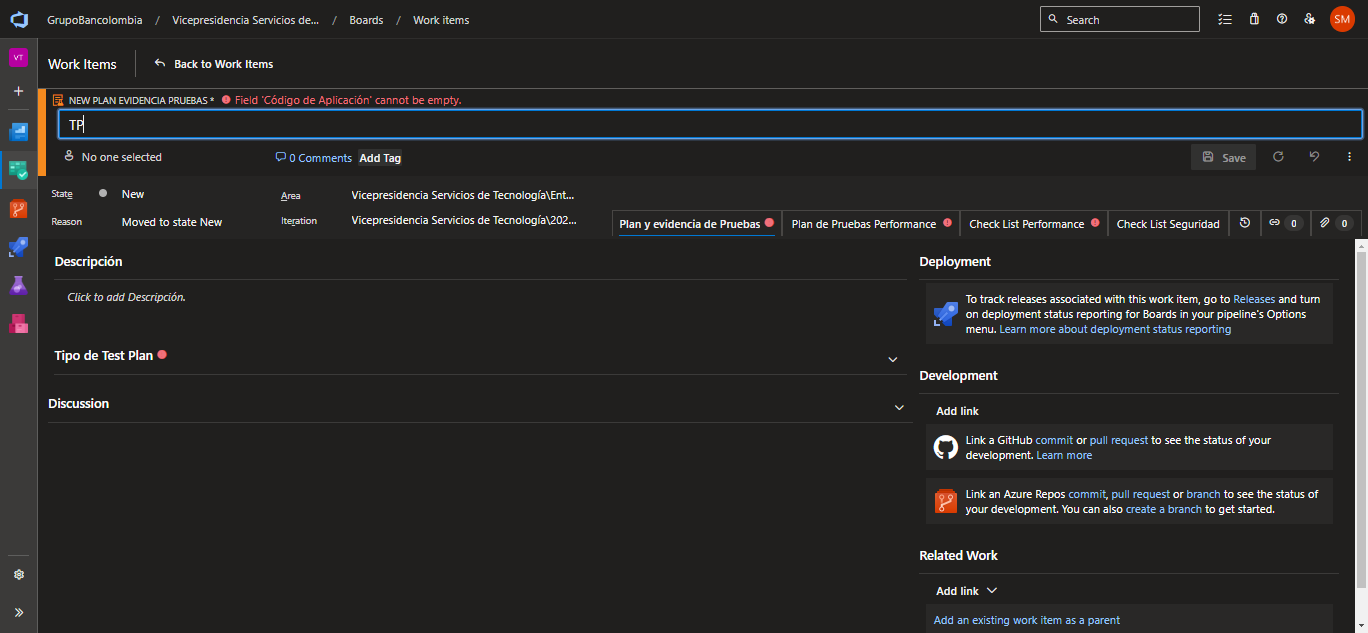 GrupoBancolombia / Vicepresidencia Servicios de... / Boards / Work items
Search
SM
VT
Work Items
Back to Work Items
NEW PLAN EVIDENCIA PRUEBAS * Field 'Código de Aplicación' cannot be empty.
TP
No one selected
0 Comments
Add Tag
Save
State
New
Area
Vicepresidencia Servicios de Tecnología\Ent...
Reason
Moved to state New
Iteration
Vicepresidencia Servicios de Tecnología\202...
Plan y evidencia de Pruebas
Plan de Pruebas Performance
Check List Performance
Check List Seguridad
0
0
Descripción
Click to add Descripción.
Tipo de Test Plan
Discussion
Deployment
To track releases associated with this work item, go to Releases and turn
on deployment status reporting for Boards in your pipeline's Options
menu. Learn more about deployment status reporting
Development
Add link
Link a GitHub commit or pull request to see the status of your
development. Learn more
Link an Azure Repos commit, pull request or branch to see the status of
your development. You can also create a branch to get started.
Related Work
Add link
Add an existing work item as a parent